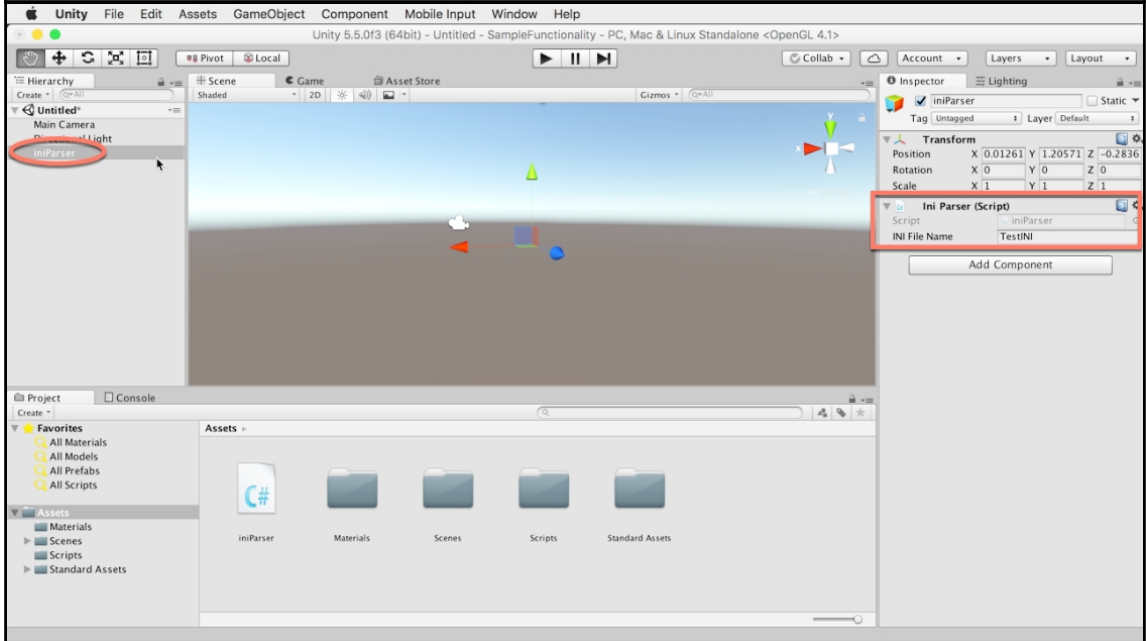 Unity File Edit Assets GameObject Component Mobile Input Window Help
Unity 5.5.0f3 (64bit) - Untitled - SampleFunctionality - PC, Mac & Linux Standalone <OpenGL 4.1>
Pivot Local Collab Account Layers Layout
Hierarchy
Create All
Untitled*
Main Camera
Directional Light
iniParser
Scene Game Asset Store
Shaded 2D Gizmos All
y
x
Inspector Lighting
iniParser Static
Tag Untagged Layer Default
Transform
Position X 0.01261 Y 1.20571 Z -0.2836
Rotation X 0 Y 0 Z 0
Scale X 1 Y 1 Z 1
Ini Parser (Script)
Script iniParser
INI File Name TestINI
Add Component
Project Console
Create
Favorites
All Materials
All Models
All Prefabs
All Scripts
Assets
Materials
Scenes
Scripts
Standard Assets
Assets
C#
iniParser Materials Scenes Scripts Standard Assets